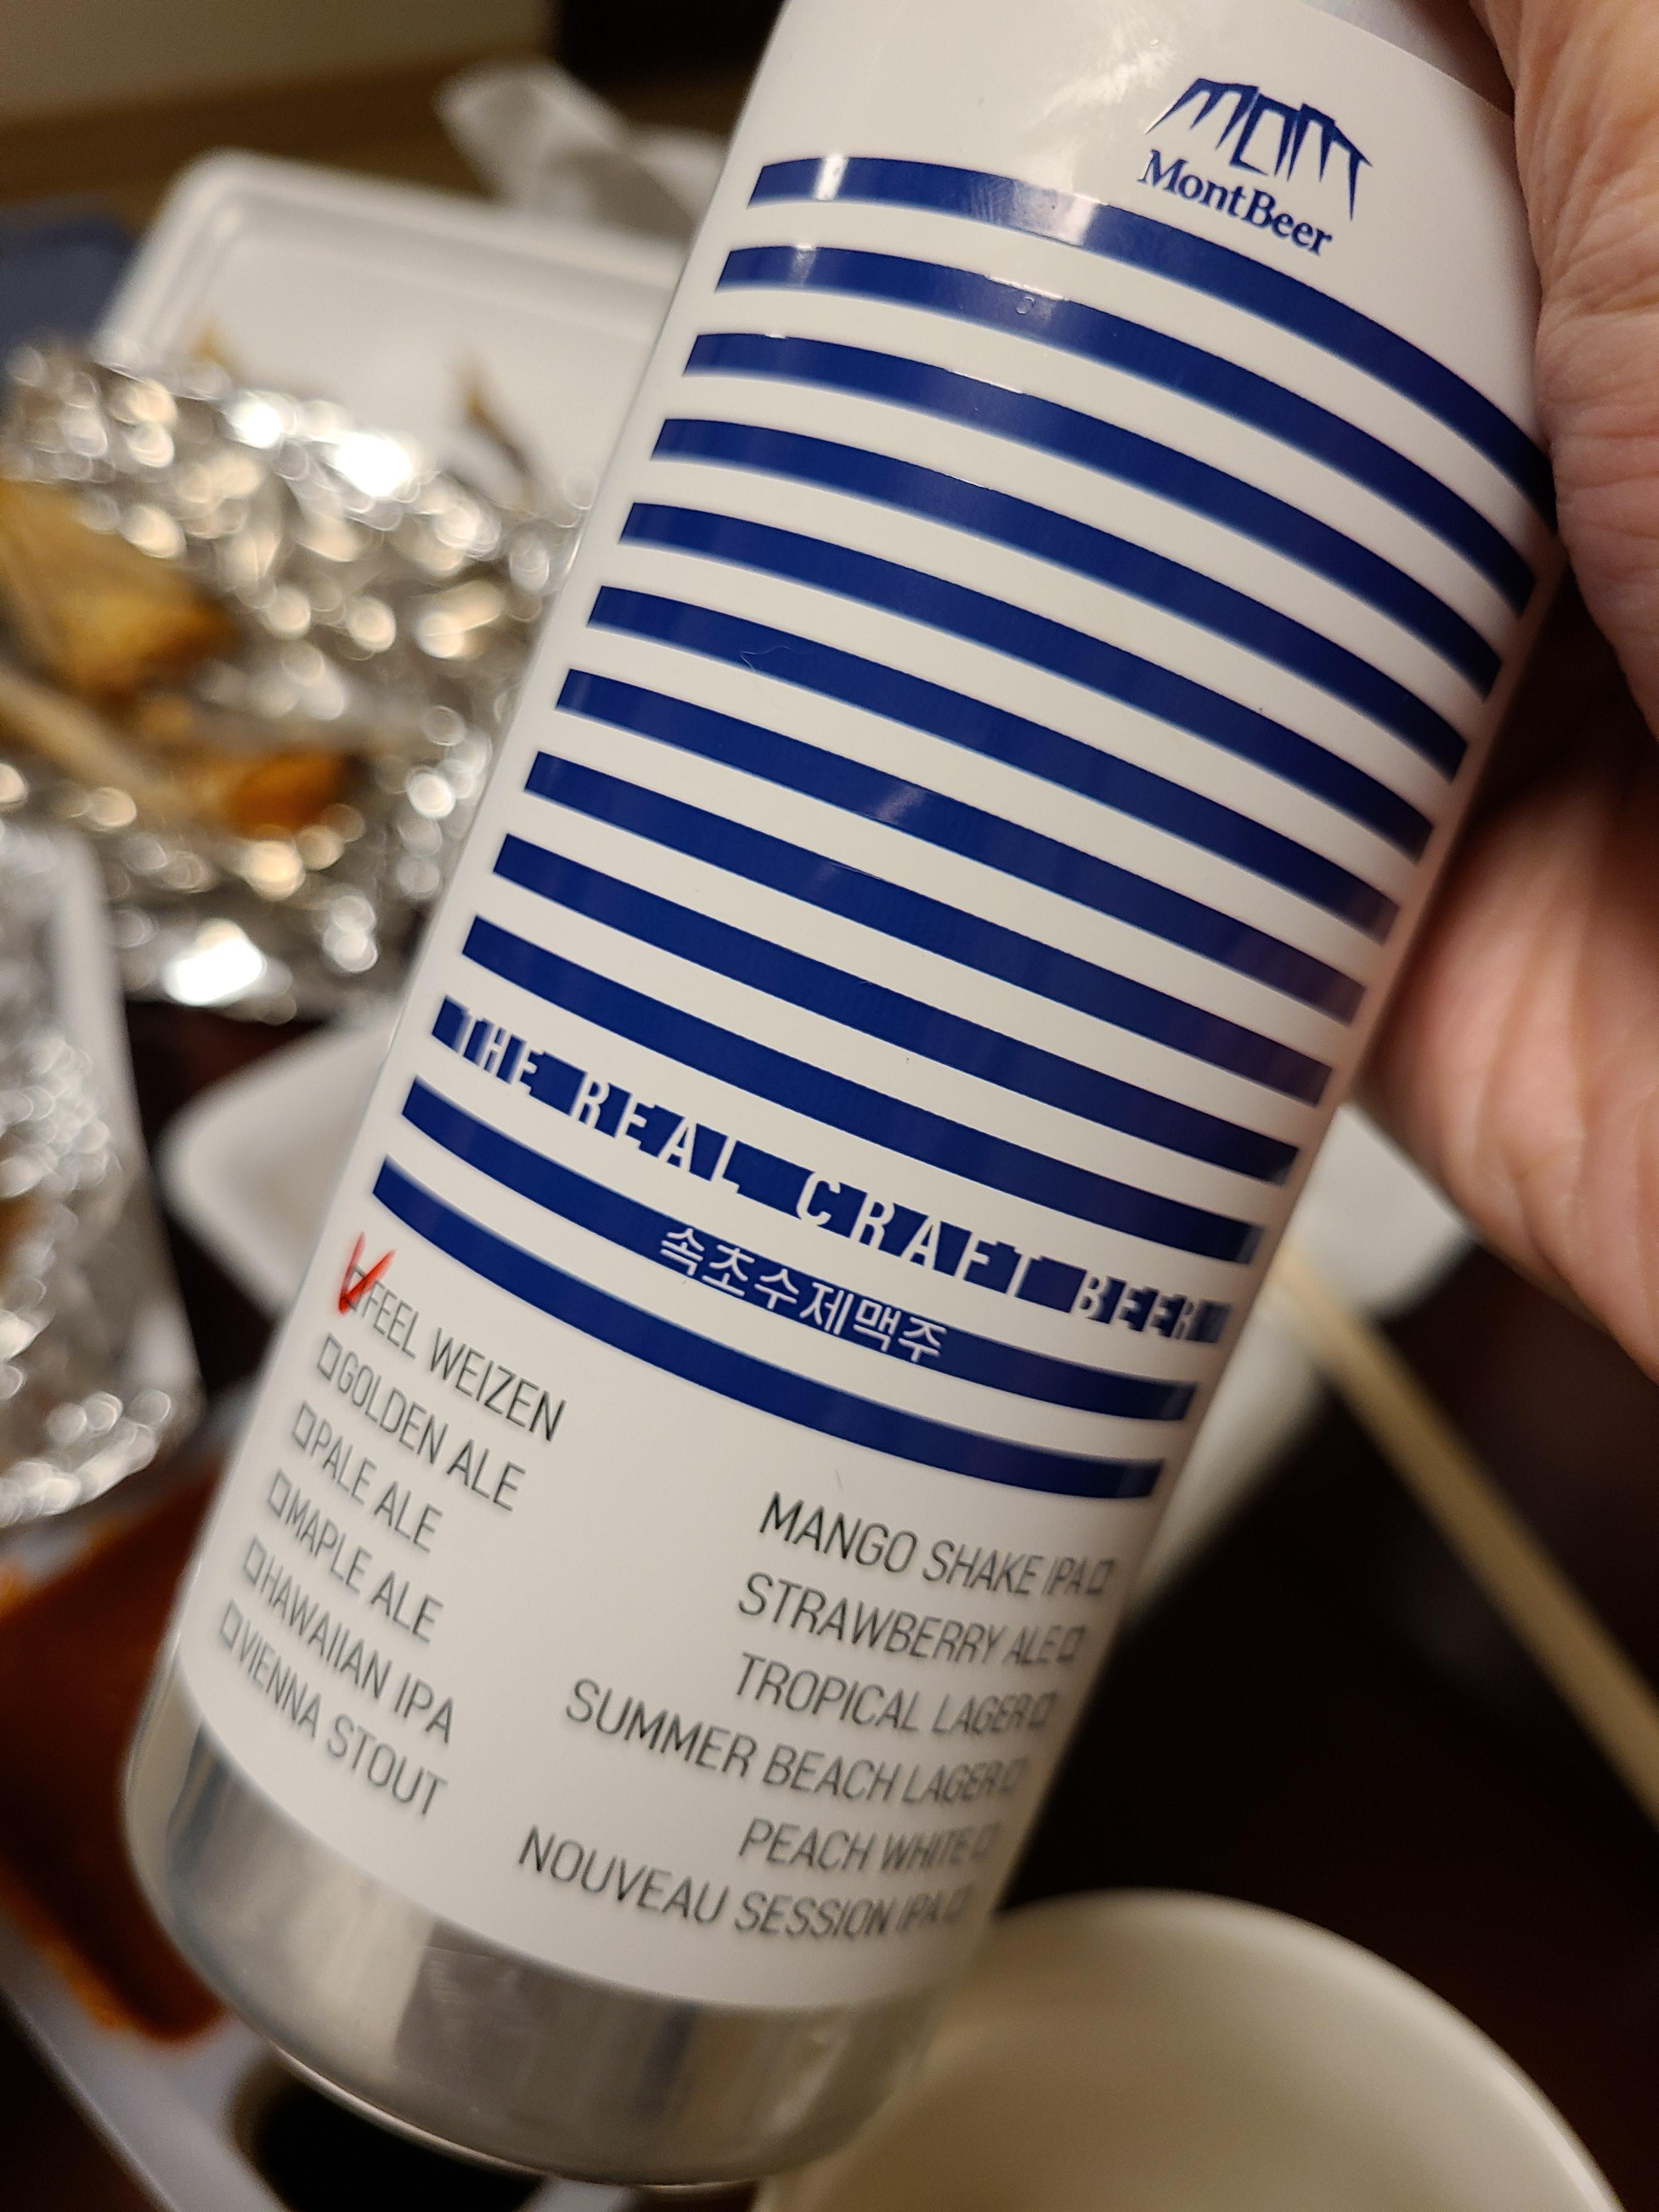 mon
MontBeer
THE REAL CRAFT BEER
속초수제맥주
FEEL WEIZEN
GOLDEN ALE
PALE ALE
MAPLE ALE
HAWAIIAN IPA
VIENNA STOUT
MANGO SHAKE IPA
STRAWBERRY ALE
TROPICAL LAGER
SUMMER BEACH LAGER
PEACH WHITE
NOUVEAU SESSION IPA